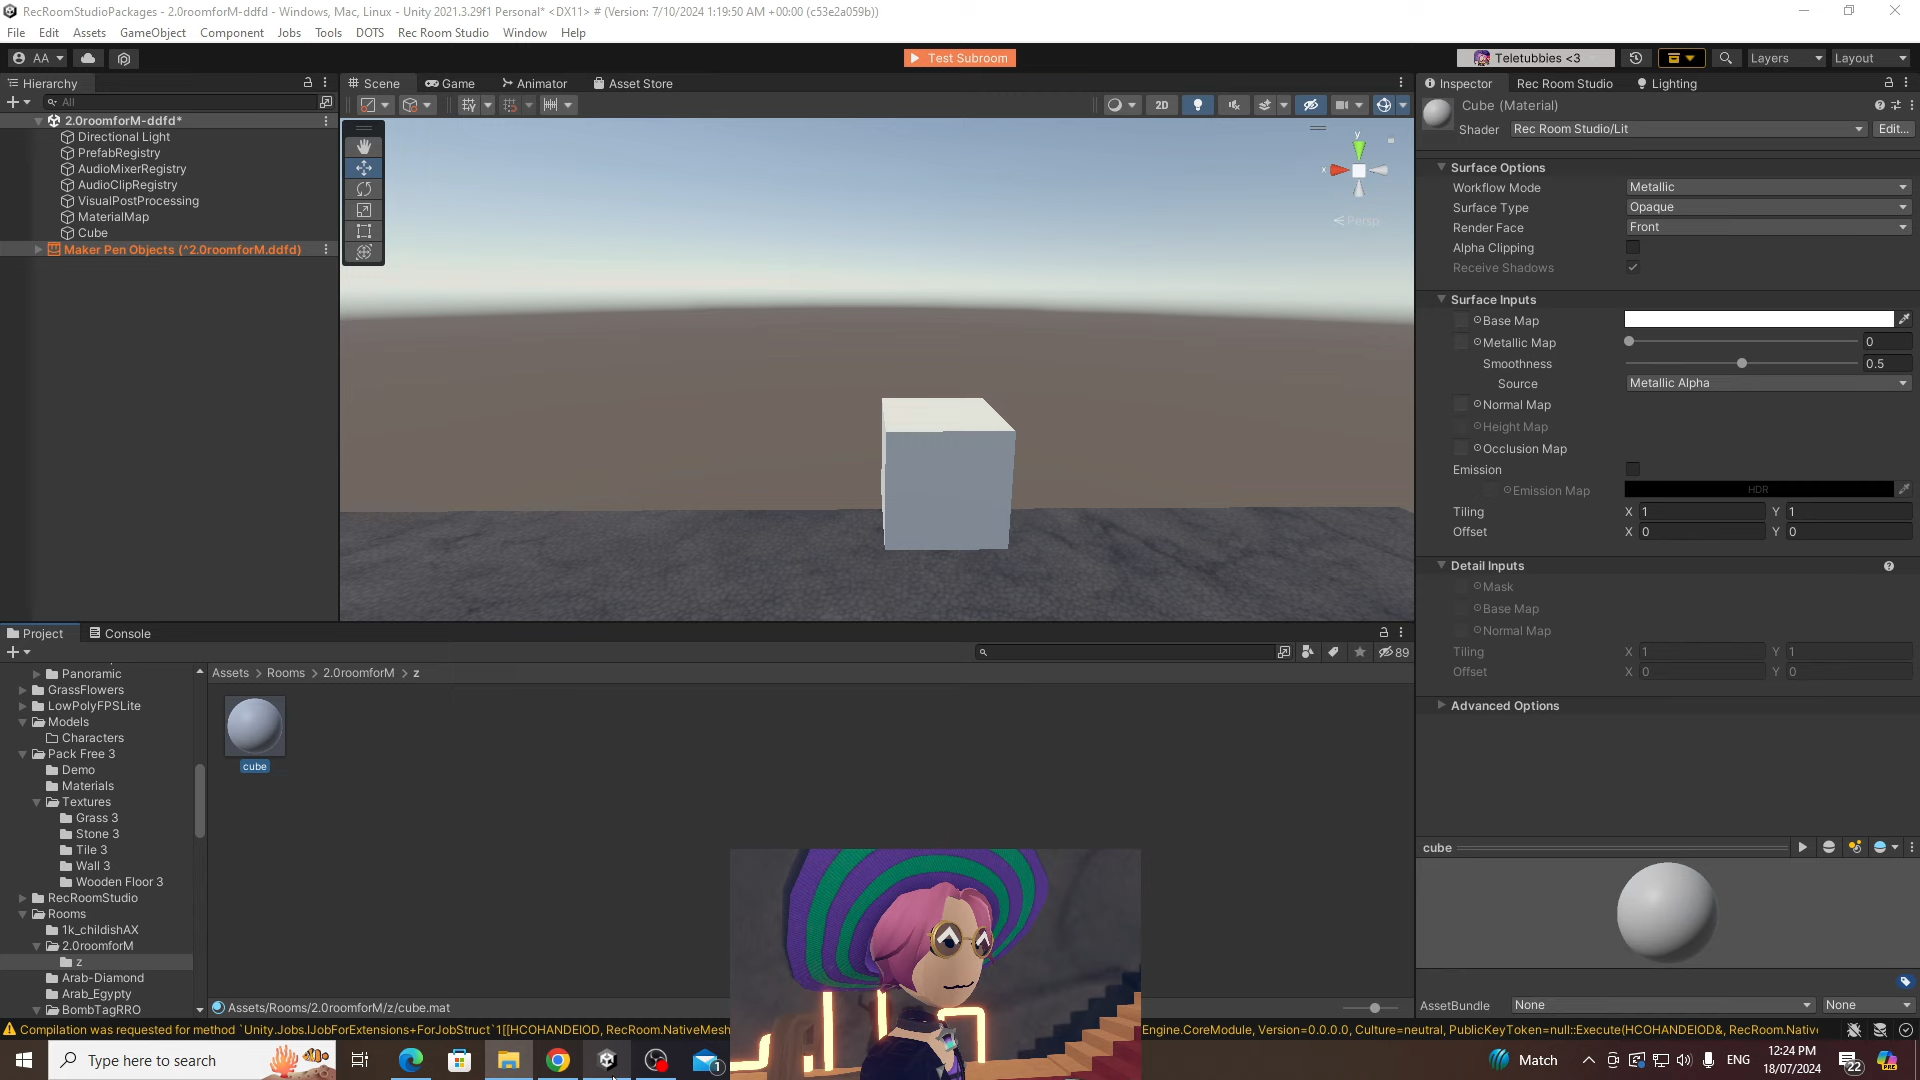 RecRoomStudioPackages - 2.0roomforM-ddfd - Windows, Mac, Linux - Unity 2021.3.29f1 Personal* <DX11> # (Version: 7/10/2024 1:19:50 AM +00:00 (c53e2a059b))
File Edit Assets GameObject Component Jobs Tools DOTS Rec Room Studio Window Help
AA Test Subroom Teletubbies <3 Layers Layout
Hierarchy
All
2.0roomforM-ddfd*
Directional Light
PrefabRegistry
AudioMixerRegistry
AudioClipRegistry
VisualPostProcessing
MaterialMap
Cube
Maker Pen Objects (^2.0roomforM.ddfd)
Scene Game Animator Asset Store
2D
y
x
Persp
Inspector Rec Room Studio Lighting
Cube (Material)
Shader Rec Room Studio/Lit Edit...
Surface Options
Workflow Mode Metallic
Surface Type Opaque
Render Face Front
Alpha Clipping
Receive Shadows
Surface Inputs
Base Map
Metallic Map 0
Smoothness 0.5
Source Metallic Alpha
Normal Map
Height Map
Occlusion Map
Emission
Emission Map HDR
Tiling X 1 Y 1
Offset X 0 Y 0
Detail Inputs
Mask
Base Map
Normal Map
Tiling X 1 Y 1
Offset X 0 Y 0
Advanced Options
Project Console
89
Panoramic
GrassFlowers
LowPolyFPSLite
Models
Characters
Pack Free 3
Demo
Materials
Textures
Grass 3
Stone 3
Tile 3
Wall 3
Wooden Floor 3
RecRoomStudio
Rooms
1k_childishAX
2.0roomforM
z
Arab-Diamond
Arab_Egypty
BombTagRRO
Assets > Rooms > 2.0roomforM > z
cube
Assets/Rooms/2.0roomforM/z/cube.mat
cube
AssetBundle None None
Compilation was requested for method `Unity.Jobs.IJobForExtensions+ForJobStruct`1[[HCOHANDEIOD, RecRoom.NativeMesh
Engine.CoreModule, Version=0.0.0.0, Culture=neutral, PublicKeyToken=null::Execute(HCOHANDEIOD&, RecRoom.Native
Type here to search
1
Match
ENG
12:24 PM
18/07/2024
22
PRE